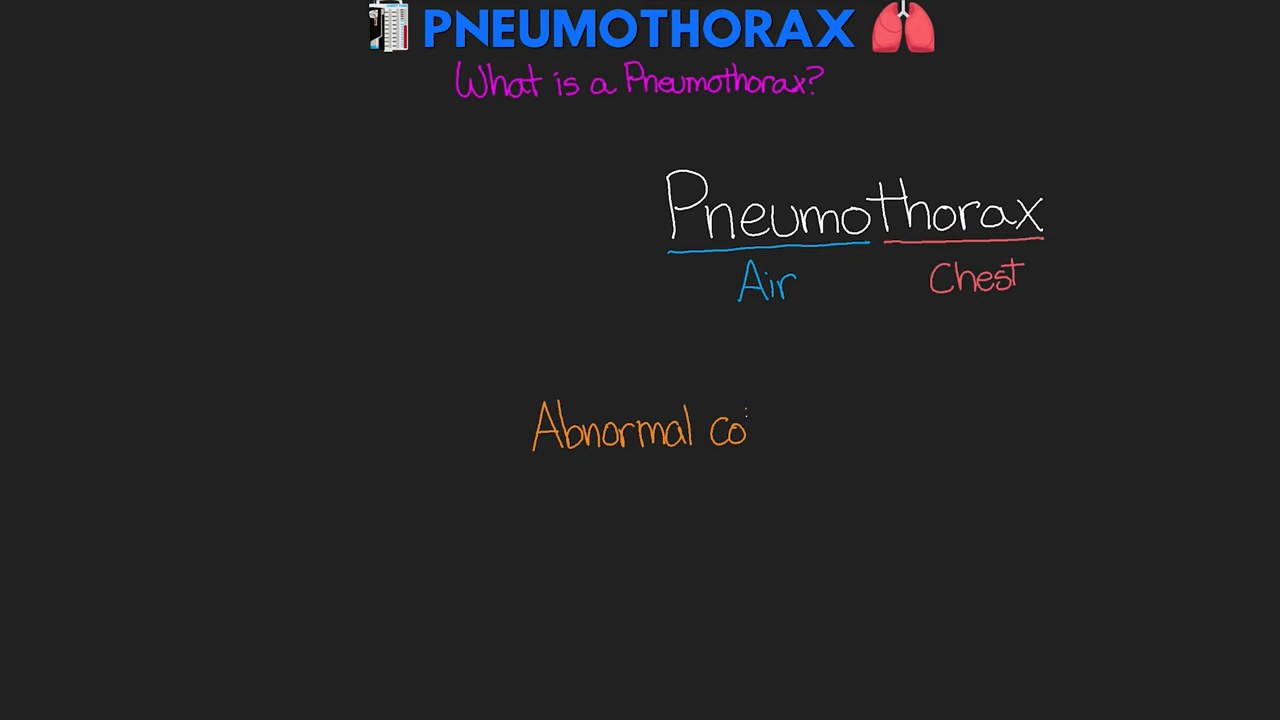 PNEUMOTHORAX
What is a Pneumothorax?
Pneumothorax
Air Chest
Abnormal co